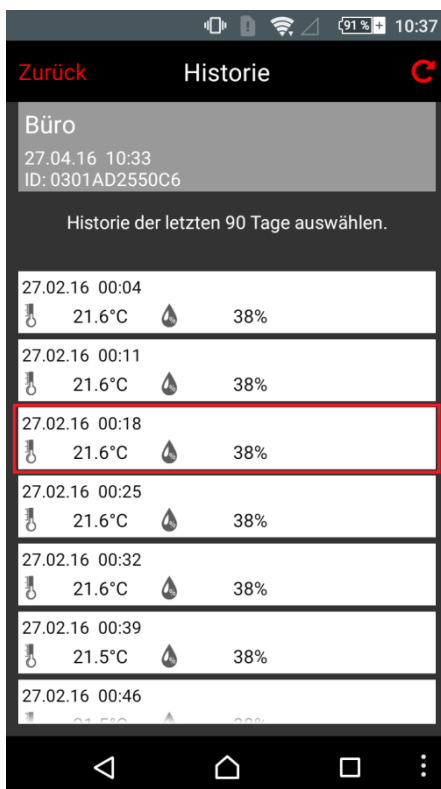 91 % + 10:37
Zurück Historie
Büro
27.04.16 10:33
ID: 0301AD2550C6
Historie der letzten 90 Tage auswählen.
27.02.16 00:04
21.6°C % 38%
27.02.16 00:11
21.6°C % 38%
27.02.16 00:18
21.6°C % 38%
27.02.16 00:25
21.6°C % 38%
27.02.16 00:32
21.6°C % 38%
27.02.16 00:39
21.5°C % 38%
27.02.16 00:46